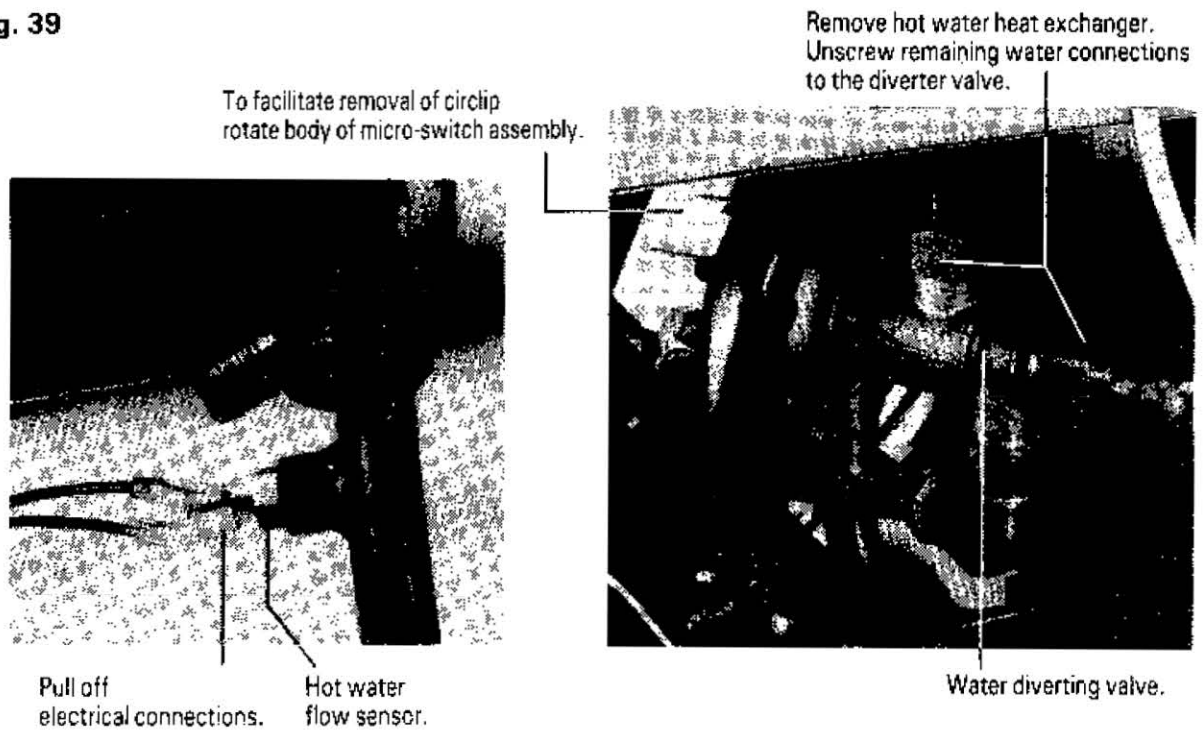 g. 39
Remove hot water heat exchanger.
Unscrew remaining water connections
to the diverter valve.
To facilitate removal of circlip
rotate body of micro-switch assembly.
Pull off
electrical connections.
Hot water
flow sensor.
Water diverting valve.